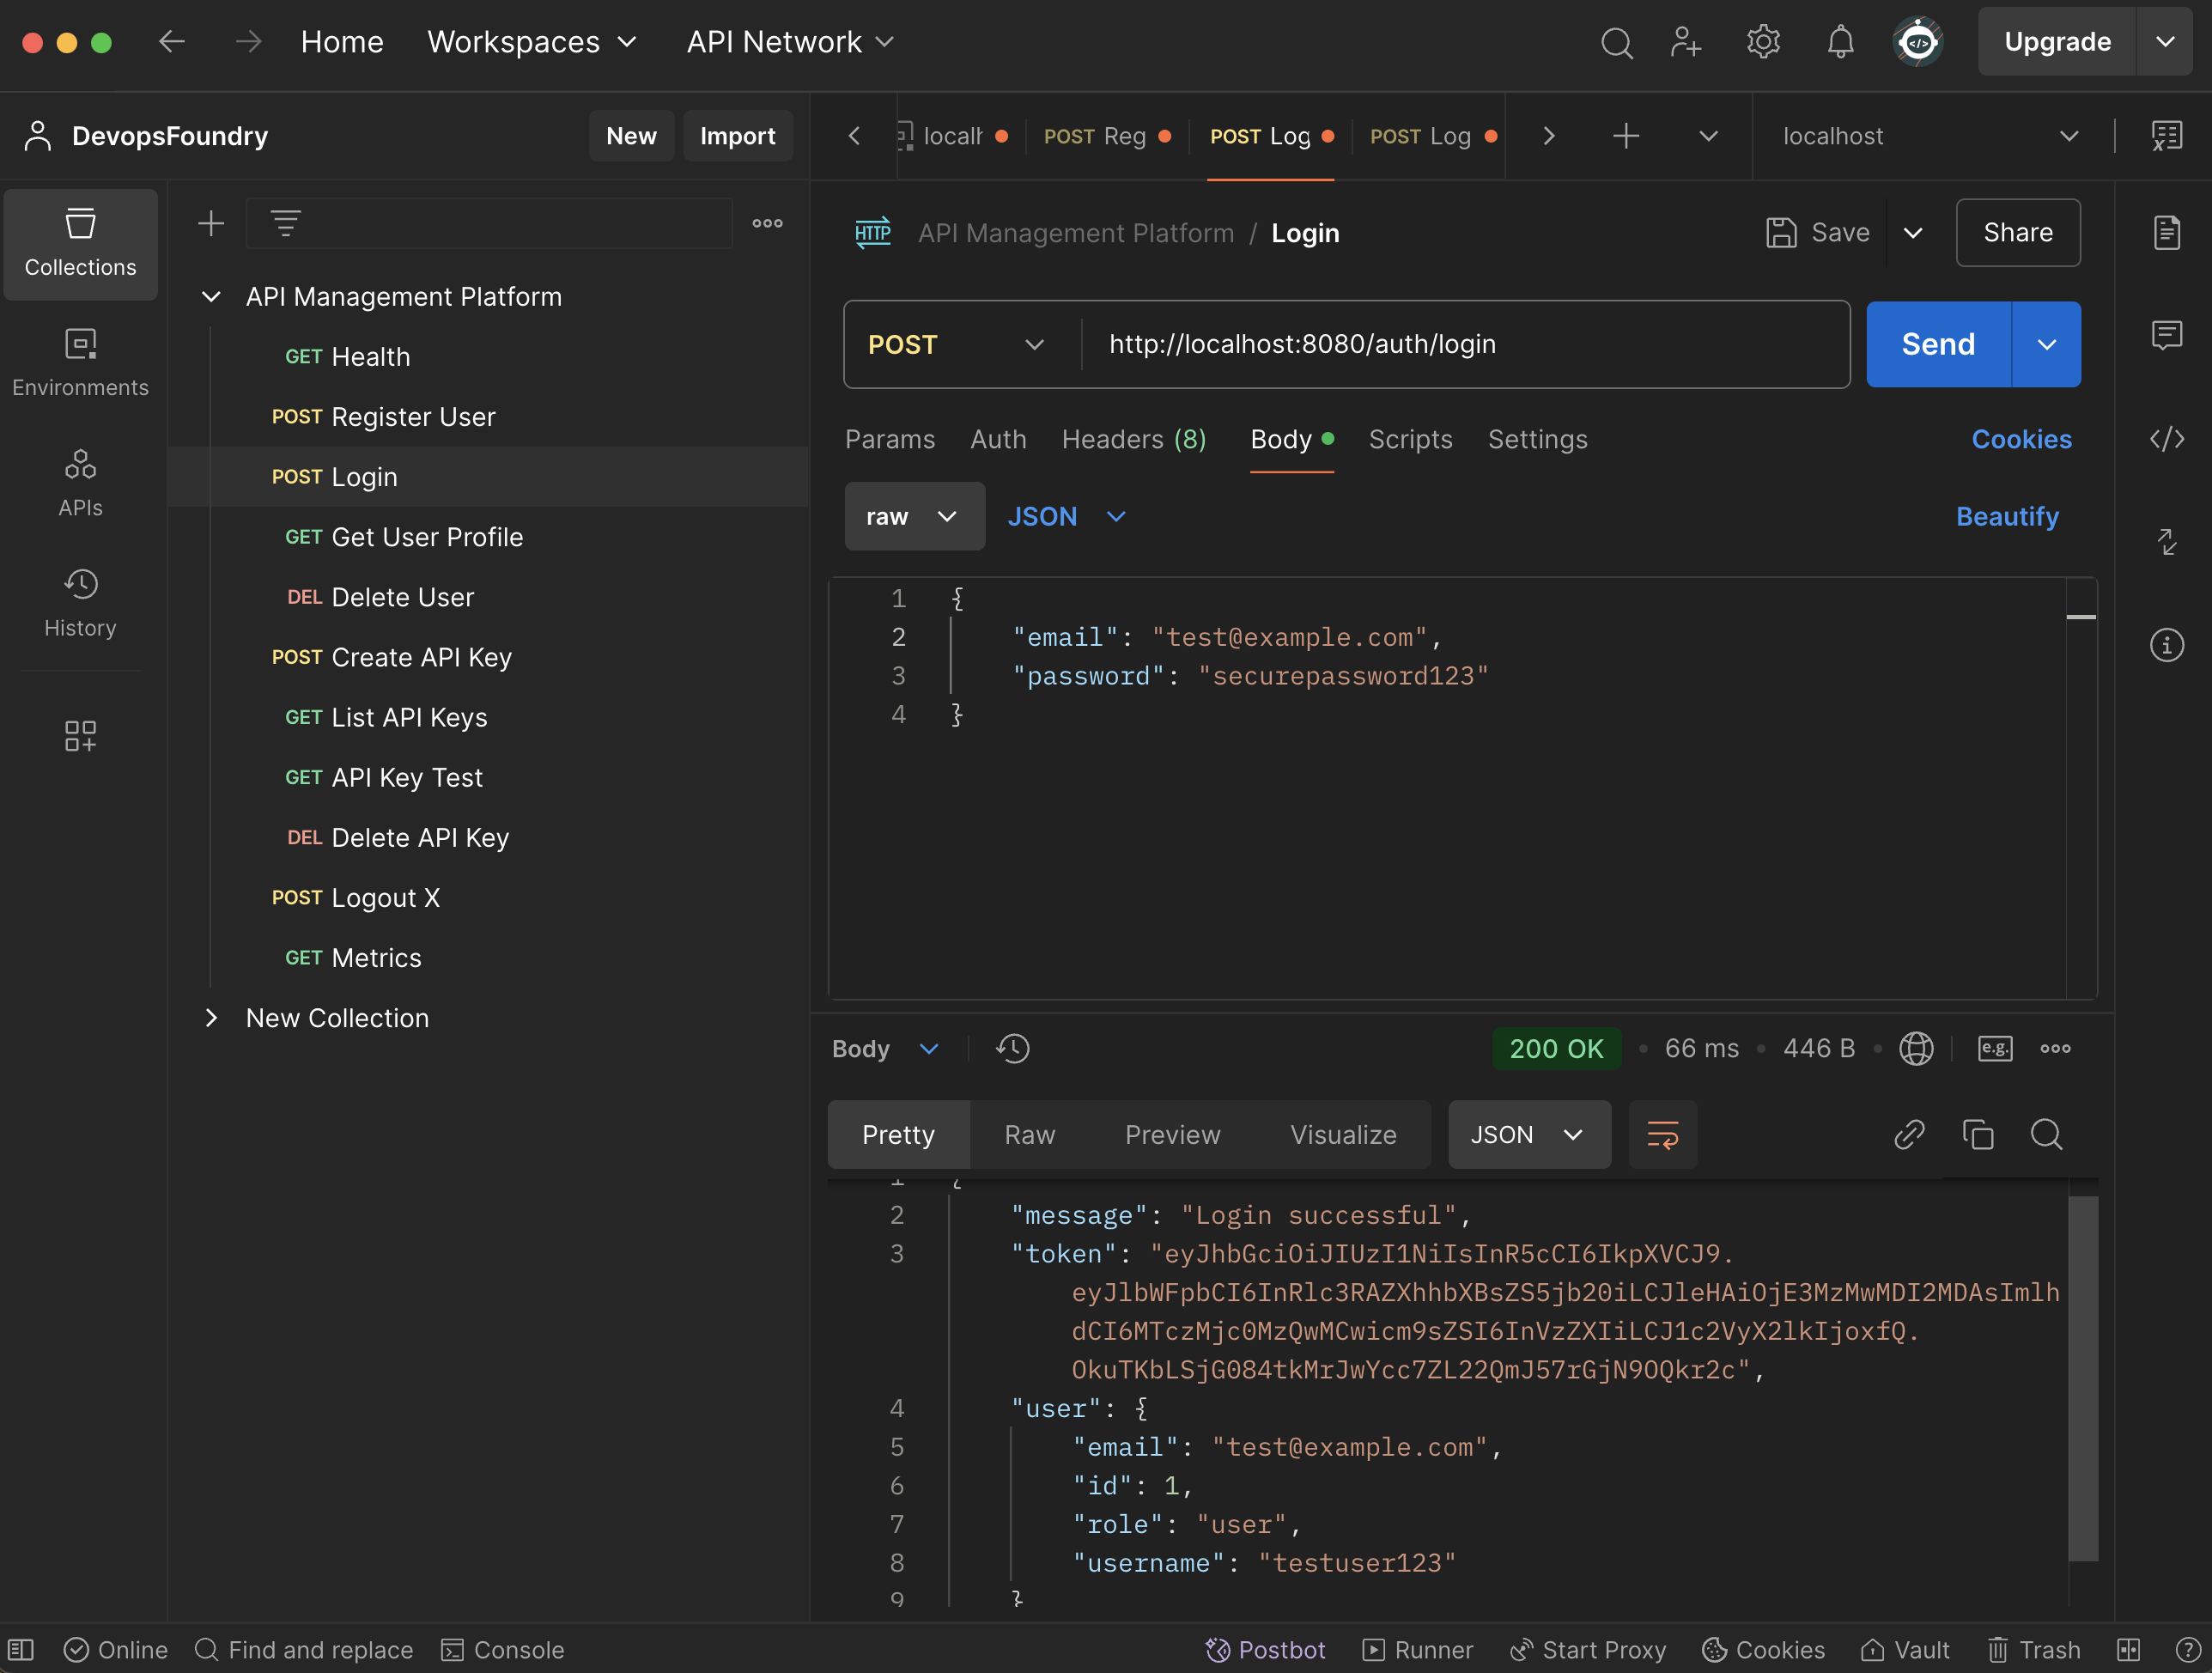 Home
Workspaces
API Network
Upgrade
DevopsFoundry
New
Import
POST Reg
POST Log
POST Log
localhost
Collections
Environments
APIs
History
API Management Platform
GET Health
POST Register User
POST Login
GET Get User Profile
DEL Delete User
POST Create API Key
GET List API Keys
GET API Key Test
DEL Delete API Key
POST Logout X
GET Metrics
New Collection
HTTP API Management Platform / Login
Save
Share
POST
http://localhost:8080/auth/login
Send
Params
Auth
Headers (8)
Body
Scripts
Settings
Cookies
raw
JSON
Beautify
1 {
2 "email": "test@example.com",
3 "password": "securepassword123"
4 }
Body
200 OK
66 ms
446 B
e.g.
Pretty
Raw
Preview
Visualize
JSON
1 {
2 "message": "Login successful",
3 "token": "eyJhbGciOiJIUzI1NiIsInR5cCI6IkpXVCJ9.
eyJlbWFpbCI6InRlc3RAZXhhbXBsZS5jb20iLCJleHAiOjE3MzMwMDI2MDAsImlh
dCI6MTczMjc0MzQwMCwicm9sZSI6InVzZXIiLCJ1c2VyX2lkIjoxfQ.
OkuTKbLSjG084tkMrJwYcc7ZL22QmJ57rGjN9OQkr2c",
4 "user": {
5 "email": "test@example.com",
6 "id": 1,
7 "role": "user",
8 "username": "testuser123"
9 }
Online
Find and replace
Console
Postbot
Runner
Start Proxy
Cookies
Vault
Trash